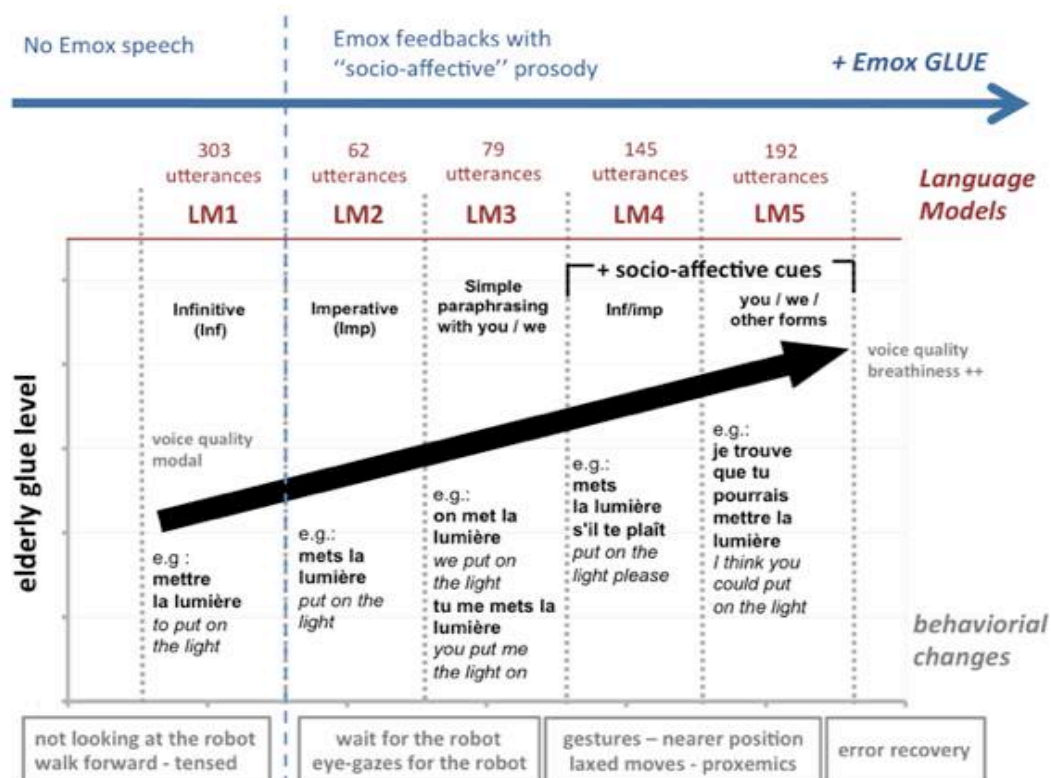 No Emox speech
Emox feedbacks with
"socio-affective" prosody
+ Emox GLUE
303
utterances
LM1
62
utterances
LM2
79
utterances
LM3
145
utterances
LM4
192
utterances
LM5
Language
Models
+ socio-affective cues
Infinitive
(Inf)
Imperative
(Imp)
Simple
paraphrasing
with you / we
Inf/imp
you / we /
other forms
voice quality
breathiness ++
elderly glue level
voice quality
modal
e.g :
mettre
la lumière
to put on
the light
e.g.:
mets la
lumière
put on the
light
e.g.:
on met la
lumière
we put on
the light
tu me mets la
lumière
you put me
the light on
e.g.:
mets
la lumière
s'il te plaît
put on the
light please
e.g.:
je trouve
que tu
pourrais
mettre la
lumière
I think you
could put
on the light
behaviorial
changes
not looking at the robot
walk forward - tensed
wait for the robot
eye-gazes for the robot
gestures – nearer position
laxed moves - proxemics
error recovery